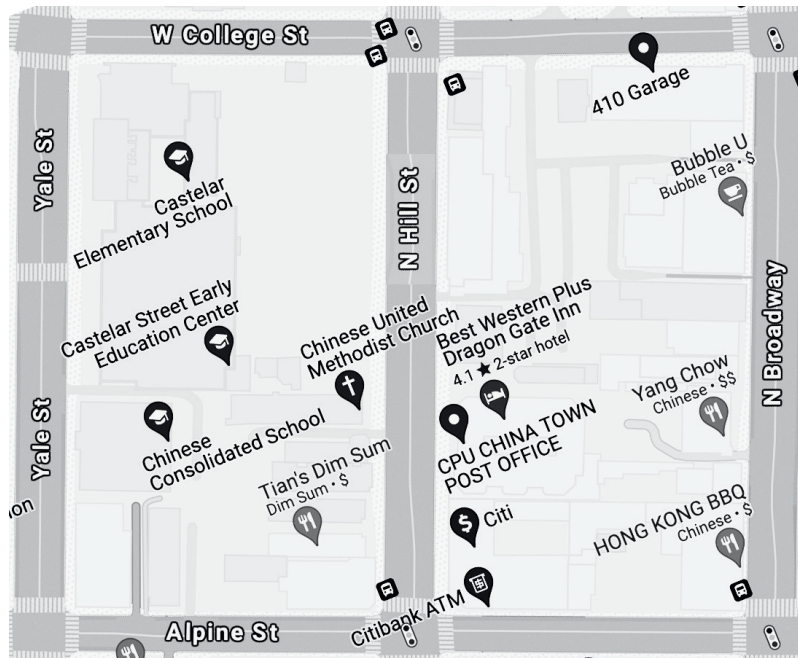 W College St
410 Garage
Yale St
Bubble U
Bubble Tea • $
Castelar
Elementary School
N Hill St
N Broadway
Castelar Street Early
Education Center
Chinese United
Methodist Church
Best Western Plus
Dragon Gate Inn
4.1 ★ 2-star hotel
Yang Chow
Chinese • $$
Yale St
Chinese
Consolidated School
CPU CHINA TOWN
POST OFFICE
Tian's Dim Sum
Dim Sum • $
ion
$
Citi
HONG KONG BBQ
Chinese • $
$
Citibank ATM
Alpine St